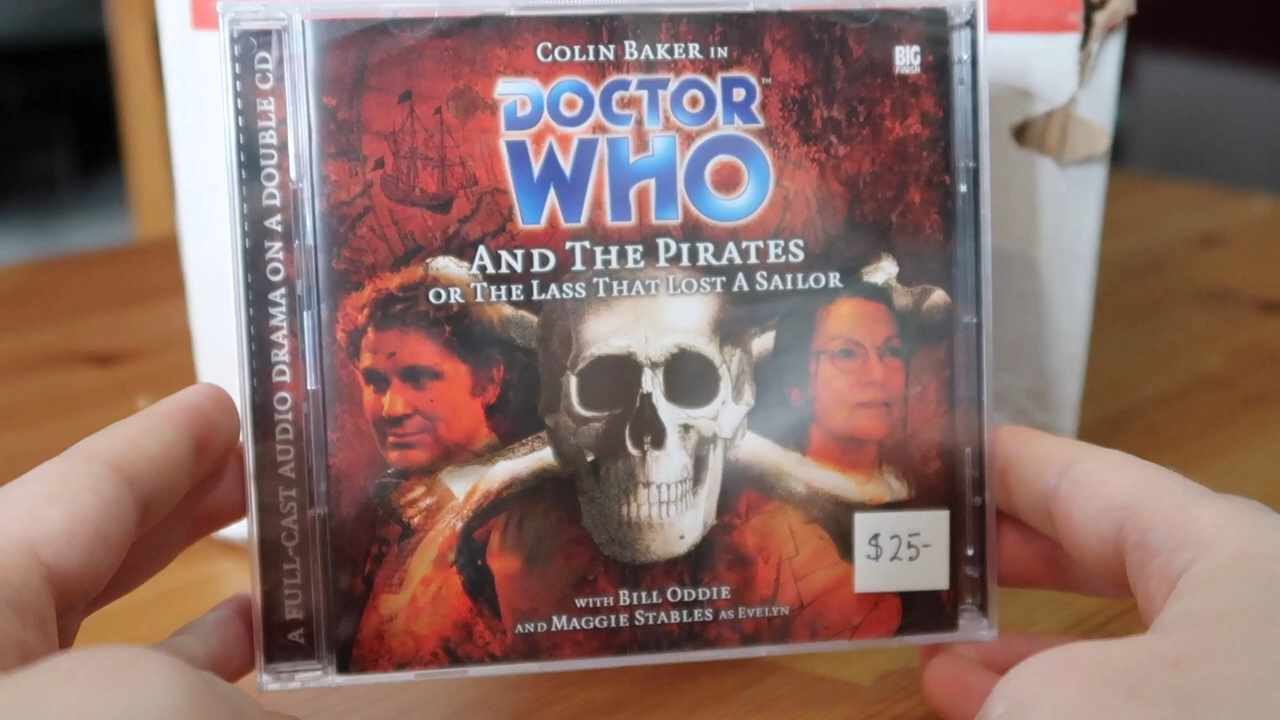 A FULL-CAST AUDIO DRAMA ON A DOUBLE CD
COLIN BAKER IN
BIG
FINISH
DOCTOR™
WHO
AND THE PIRATES
OR THE LASS THAT LOST A SAILOR
$25-
WITH BILL ODDIE
AND MAGGIE STABLES AS EVELYN